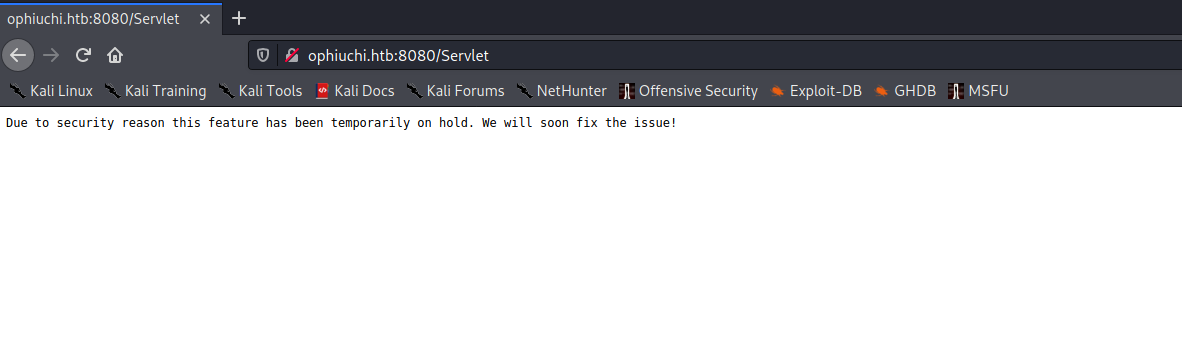 ophiuchi.htb:8080/Servlet
ophiuchi.htb:8080/Servlet
Kali Linux Kali Training Kali Tools Kali Docs Kali Forums NetHunter Offensive Security Exploit-DB GHDB MSFU
Due to security reason this feature has been temporarily on hold. We will soon fix the issue!